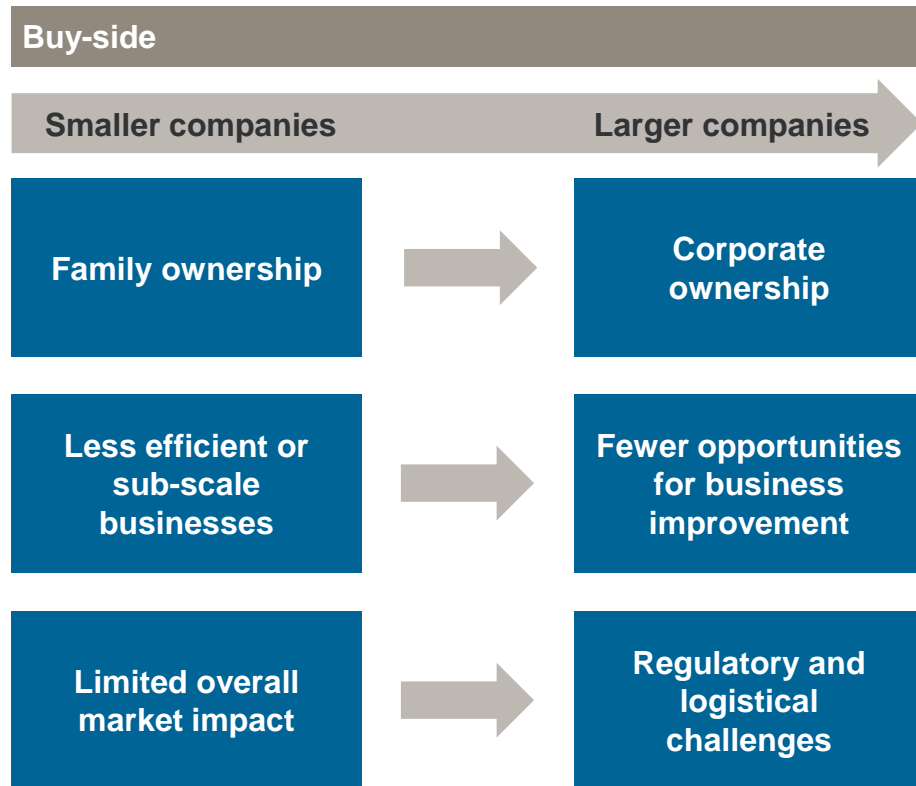 Buy-side
Smaller companies
Larger companies
Family ownership
Corporate
ownership
Less efficient or
sub-scale
businesses
Fewer opportunities
for business
improvement
Limited overall
market impact
Regulatory and
logistical
challenges